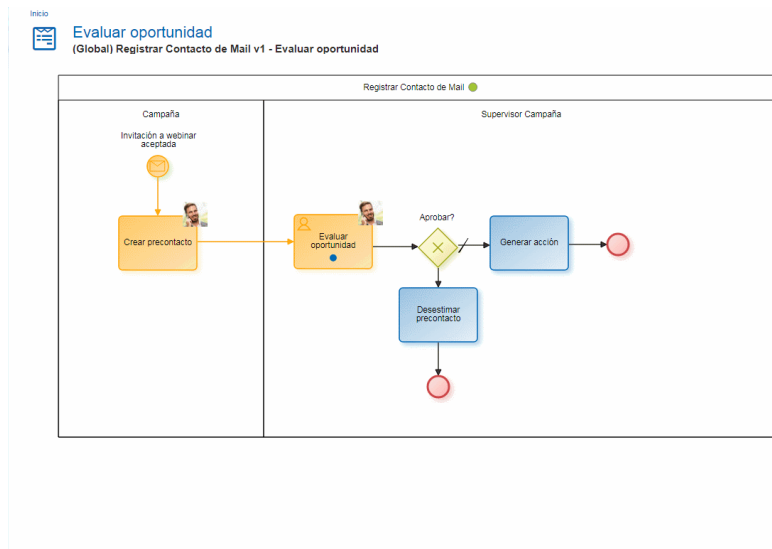 Inicio
Evaluar oportunidad
(Global) Registrar Contacto de Mail v1 - Evaluar oportunidad
Registrar Contacto de Mail
Campaña
Supervisor Campaña
Invitación a webinar
aceptada
Crear precontacto
Evaluar
oportunidad
Aprobar?
Generar acción
Desestimar
precontacto